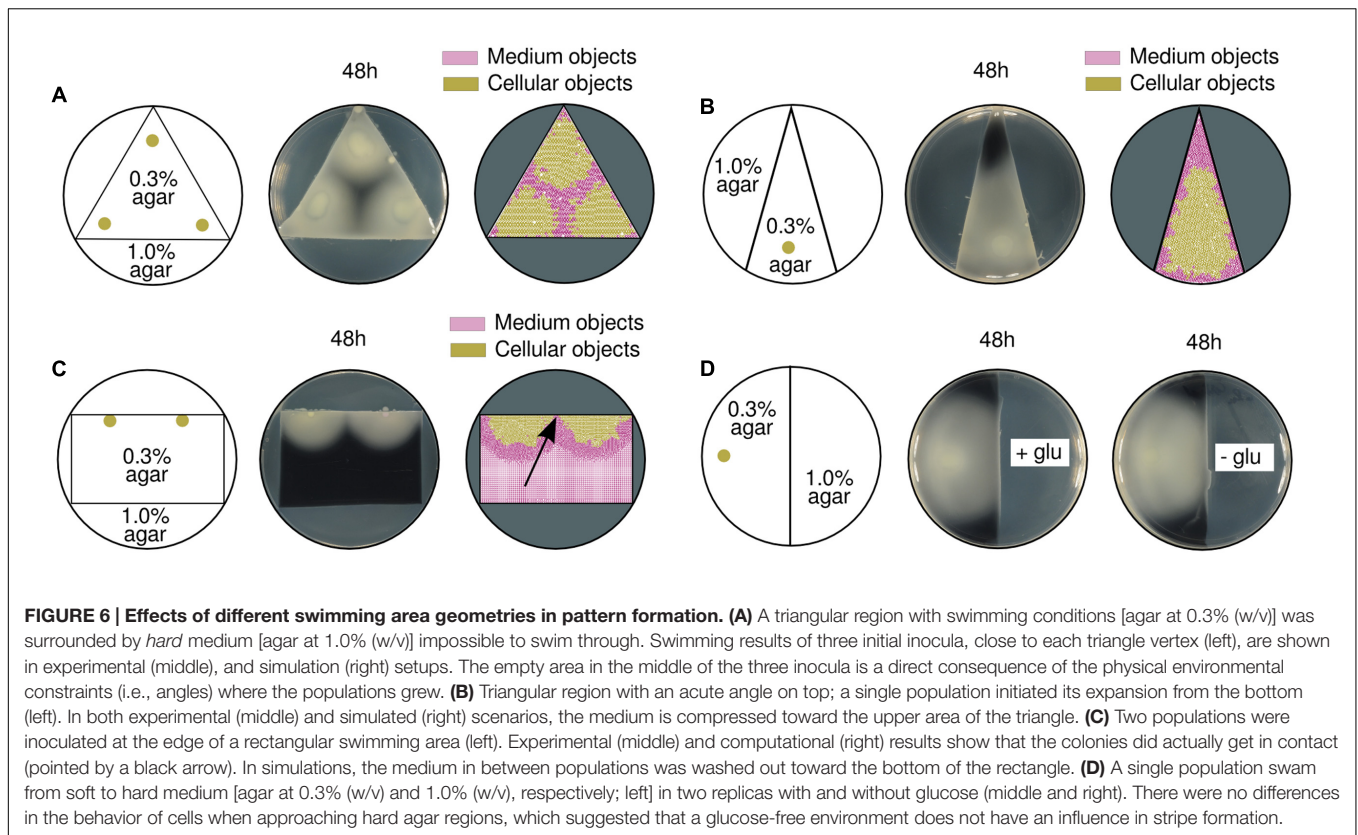 48h
Medium objects
Cellular objects
A
0.3%
agar
1.0%
agar
48h
Medium objects
Cellular objects
B
1.0%
agar
0.3%
agar
48h
Medium objects
Cellular objects
C
0.3%
agar
1.0%
agar
48h
48h
D
0.3%
agar
1.0%
agar
+ glu
- glu
FIGURE 6 | Effects of different swimming area geometries in pattern formation. (A) A triangular region with swimming conditions [agar at 0.3% (w/v)] was
surrounded by hard medium [agar at 1.0% (w/v)] impossible to swim through. Swimming results of three initial inocula, close to each triangle vertex (left), are shown
in experimental (middle), and simulation (right) setups. The empty area in the middle of the three inocula is a direct consequence of the physical environmental
constraints (i.e., angles) where the populations grew. (B) Triangular region with an acute angle on top; a single population initiated its expansion from the bottom
(left). In both experimental (middle) and simulated (right) scenarios, the medium is compressed toward the upper area of the triangle. (C) Two populations were
inoculated at the edge of a rectangular swimming area (left). Experimental (middle) and computational (right) results show that the colonies did actually get in contact
(pointed by a black arrow). In simulations, the medium in between populations was washed out toward the bottom of the rectangle. (D) A single population swam
from soft to hard medium [agar at 0.3% (w/v) and 1.0% (w/v), respectively; left] in two replicas with and without glucose (middle and right). There were no differences
in the behavior of cells when approaching hard agar regions, which suggested that a glucose-free environment does not have an influence in stripe formation.